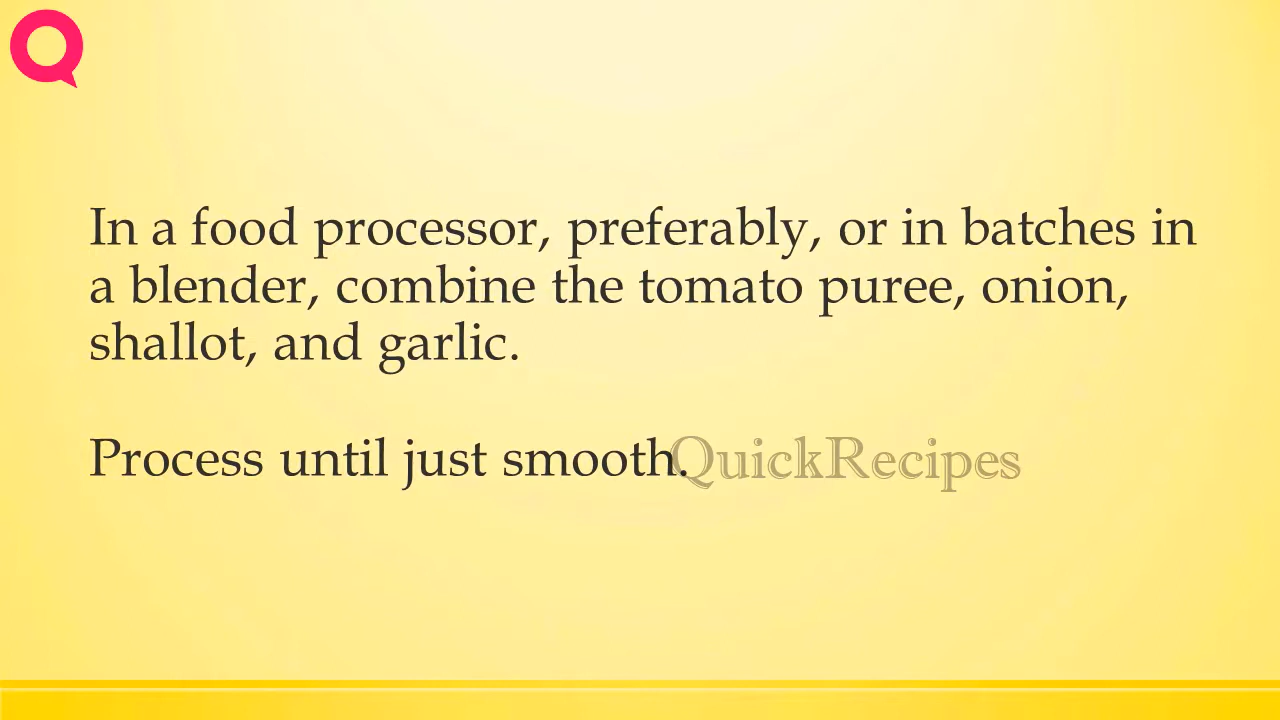 In a food processor, preferably, or in batches in
a blender, combine the tomato puree, onion,
shallot, and garlic.
Process until just smooth.
QuickRecipes